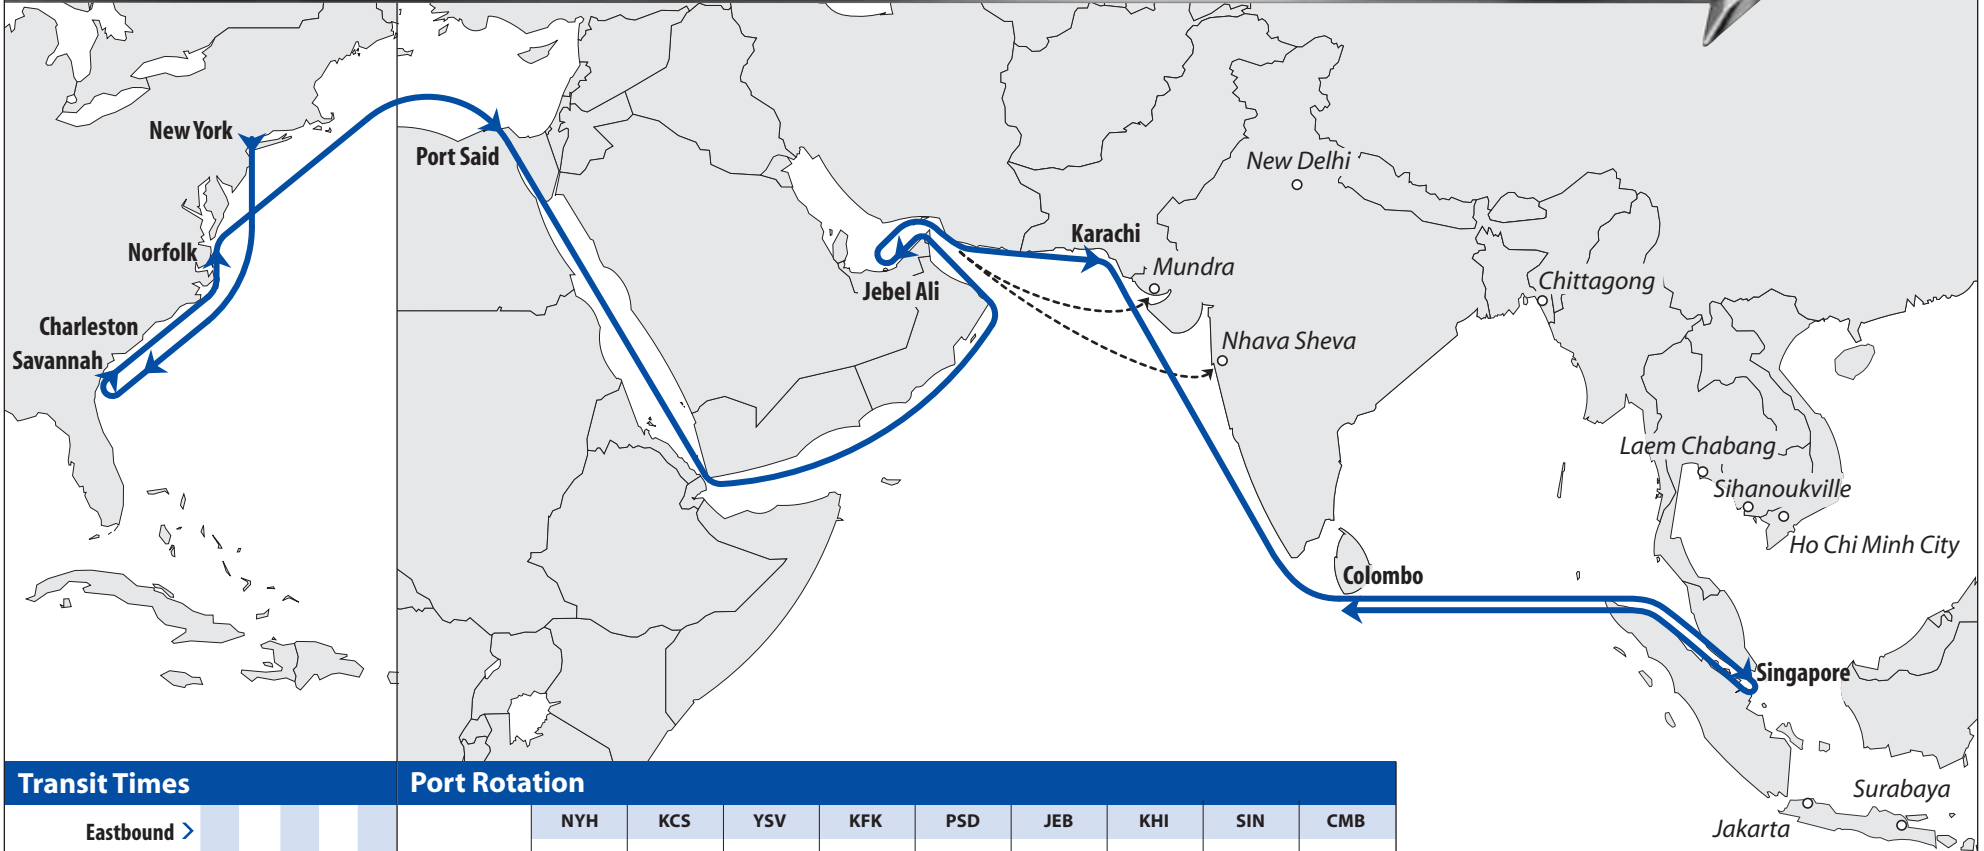 New York
Port Said
New Delhi
Norfolk
Karachi
Mundra
Jebel Ali
Chittagong
Charleston
Savannah
Nhava Sheva
Laem Chabang
Sihanoukville
Ho Chi Minh City
Colombo
Singapore
Surabaya
Jakarta
Transit Times
Eastbound >
Port Rotation
NYH KCS YSV KFK PSD JEB KHI SIN CMB